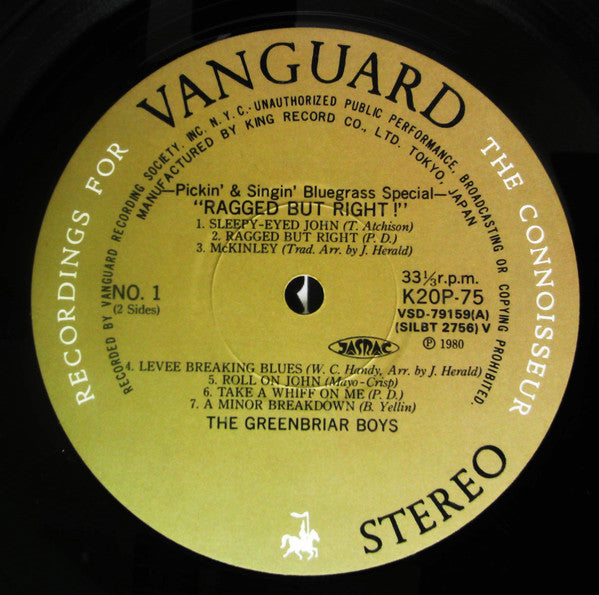 VANGUARD
RECORDINGS FOR THE CONNOISSEUR
RECORDED BY VANGUARD RECORDING SOCIETY, INC. N.Y.C.·UNAUTHORIZED PUBLIC PERFORMANCE, BROADCASTING OR COPYING PROHIBITED.
MANUFACTURED BY KING RECORD CO., LTD. TOKYO, JAPAN
—Pickin' & Singin' Bluegrass Special—
"RAGGED BUT RIGHT!"
1. SLEEPY-EYED JOHN (T. Atchison)
2. RAGGED BUT RIGHT (P. D.)
3. McKINLEY (Trad. Arr. by J. Herald)
NO. 1
(2 Sides)
33⅓ r.p.m.
K20P-75
VSD-79159(A)
(SILBT 2756) V
JASRAC
Ⓟ 1980
4. LEVEE BREAKING BLUES (W. C. Handy, Arr. by J. Herald)
5. ROLL ON JOHN (Mayo-Crisp)
6. TAKE A WHIFF ON ME (P. D.)
7. A MINOR BREAKDOWN (B. Yellin)
THE GREENBRIAR BOYS
STEREO